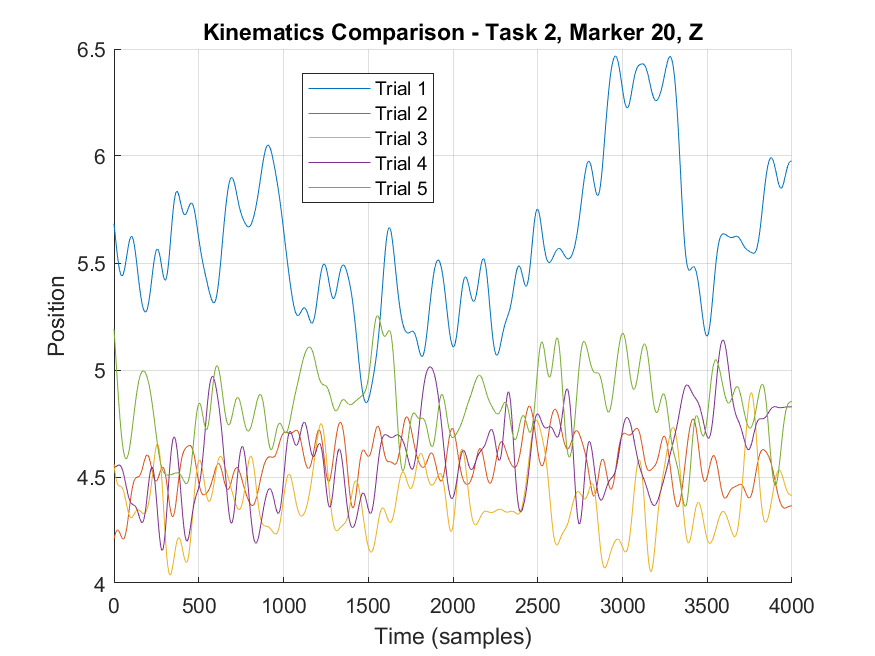 Kinematics Comparison - Task 2, Marker 20, Z
6.5
6
5.5
5
4.5
4
Position
Trial 1
Trial 2
Trial 3
Trial 4
Trial 5
0 500 1000 1500 2000 2500 3000 3500 4000
Time (samples)